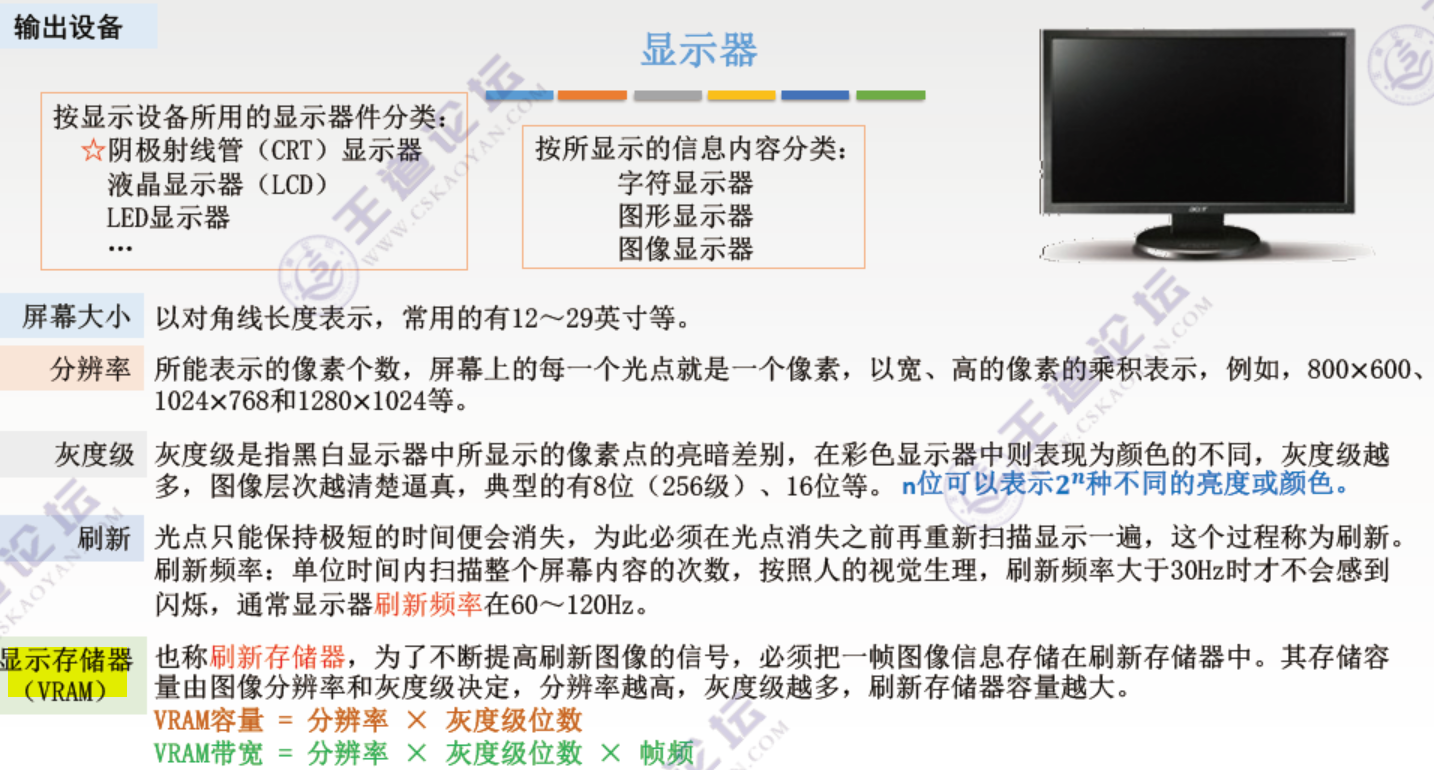 输出设备
显示器
按显示设备所用的显示器件分类：
☆阴极射线管（CRT）显示器
液晶显示器（LCD）
LED显示器
…
按所显示的信息内容分类：
字符显示器
图形显示器
图像显示器
acer
屏幕大小 以对角线长度表示，常用的有12～29英寸等。
分辨率 所能表示的像素个数，屏幕上的每一个光点就是一个像素，以宽、高的像素的乘积表示，例如，800×600、
1024×768和1280×1024等。
灰度级 灰度级是指黑白显示器中所显示的像素点的亮暗差别，在彩色显示器中则表现为颜色的不同，灰度级越
多，图像层次越清楚逼真，典型的有8位（256级）、16位等。 n位可以表示2ⁿ种不同的亮度或颜色。
刷新 光点只能保持极短的时间便会消失，为此必须在光点消失之前再重新扫描显示一遍，这个过程称为刷新。
刷新频率：单位时间内扫描整个屏幕内容的次数，按照人的视觉生理，刷新频率大于30Hz时才不会感到
闪烁，通常显示器刷新频率在60～120Hz。
显示存储器 也称刷新存储器，为了不断提高刷新图像的信号，必须把一帧图像信息存储在刷新存储器中。其存储容
（VRAM） 量由图像分辨率和灰度级决定，分辨率越高，灰度级越多，刷新存储器容量越大。
VRAM容量 = 分辨率 × 灰度级位数
VRAM带宽 = 分辨率 × 灰度级位数 × 帧频
王道论坛
WWW.CSKAOYAN.COM
王道论坛